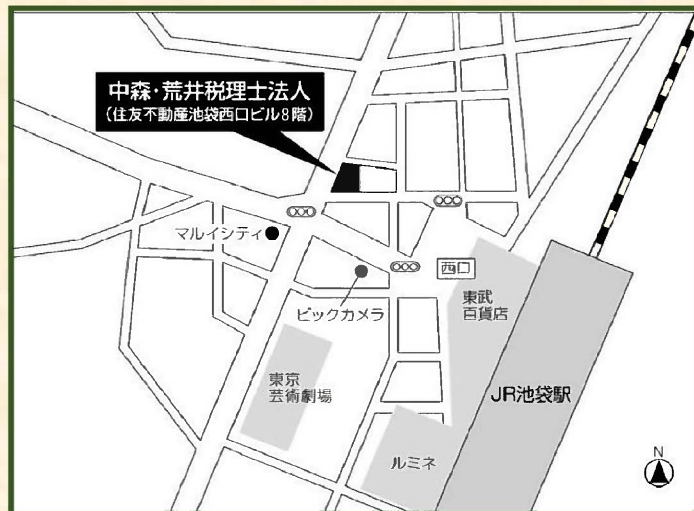 中森・荒井税理士法人
(住友不動産池袋西口ビル8階)
マルイシティ
西口
ビックカメラ
東武
百貨店
東京
芸術劇場
JR池袋駅
ルミネ
N